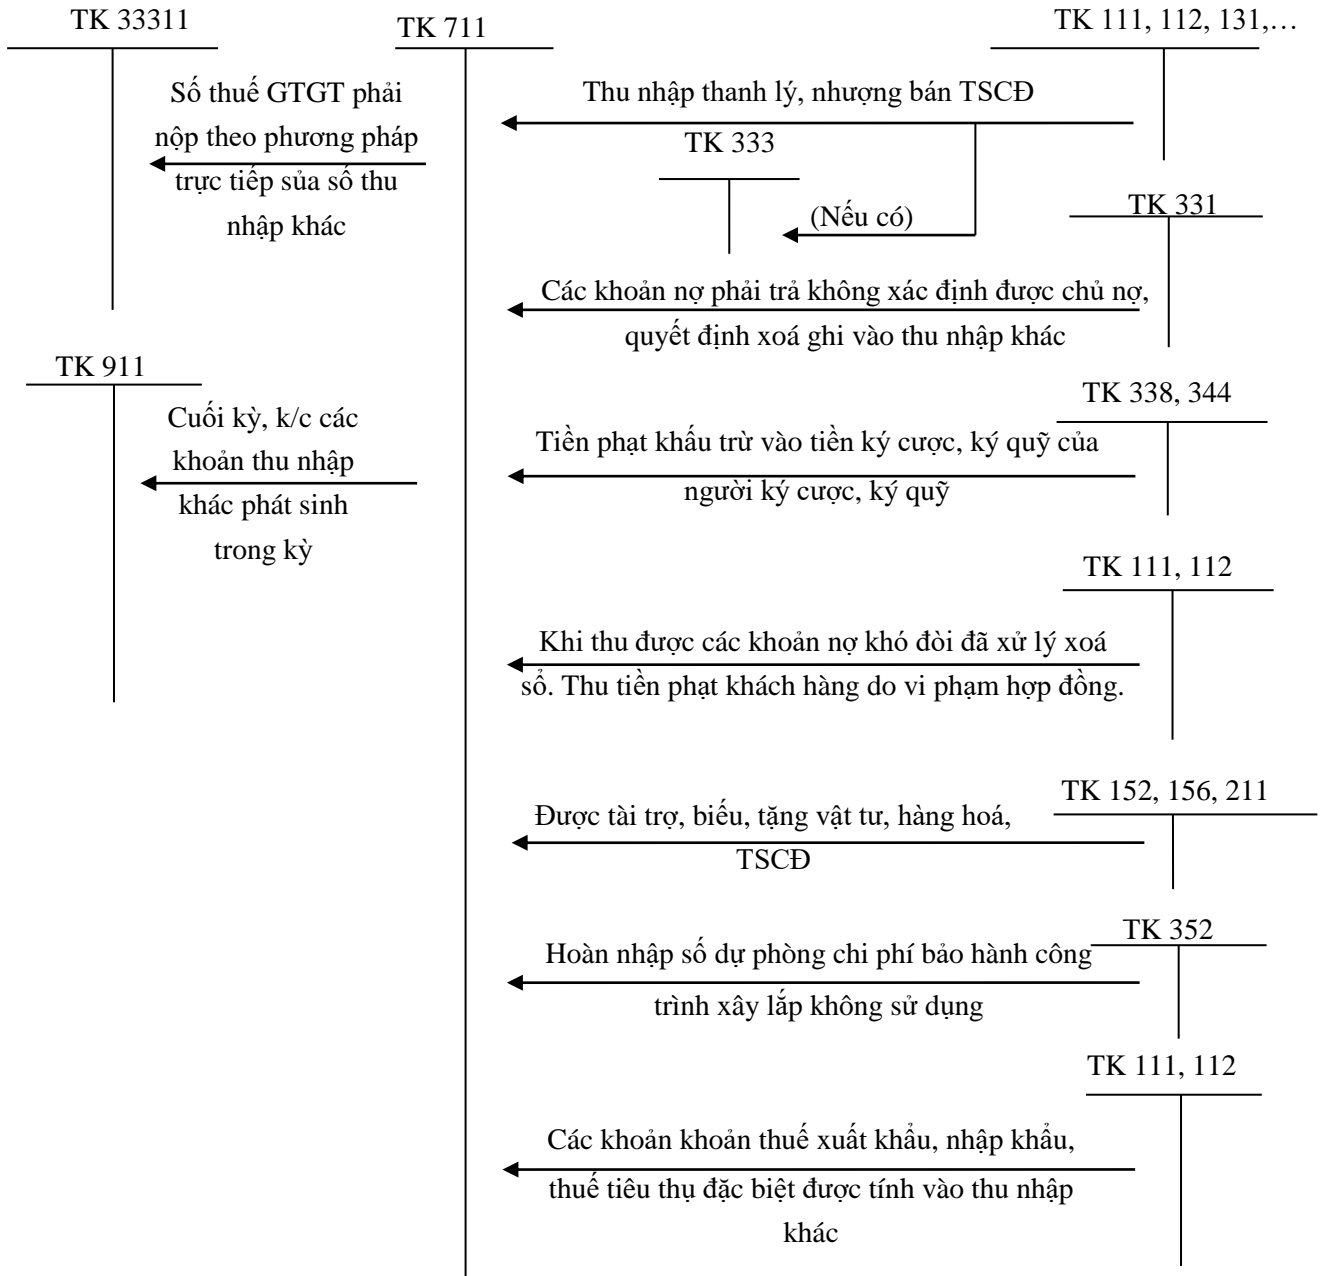 TK 33311
TK 711
TK 111, 112, 131,…
Số thuế GTGT phải
nộp theo phương pháp
trực tiếp sủa số thu
nhập khác
Thu nhập thanh lý, nhượng bán TSCĐ
TK 333
(Nếu có)
TK 331
Các khoản nợ phải trả không xác định được chủ nợ,
quyết định xoá ghi vào thu nhập khác
TK 911
Cuối kỳ, k/c các
khoản thu nhập
khác phát sinh
trong kỳ
TK 338, 344
Tiền phạt khấu trừ vào tiền ký cược, ký quỹ của
người ký cược, ký quỹ
TK 111, 112
Khi thu được các khoản nợ khó đòi đã xử lý xoá
sổ. Thu tiền phạt khách hàng do vi phạm hợp đồng.
TK 152, 156, 211
Được tài trợ, biếu, tặng vật tư, hàng hoá,
TSCĐ
TK 352
Hoàn nhập số dự phòng chi phí bảo hành công
trình xây lắp không sử dụng
TK 111, 112
Các khoản khoản thuế xuất khẩu, nhập khẩu,
thuế tiêu thụ đặc biệt được tính vào thu nhập
khác